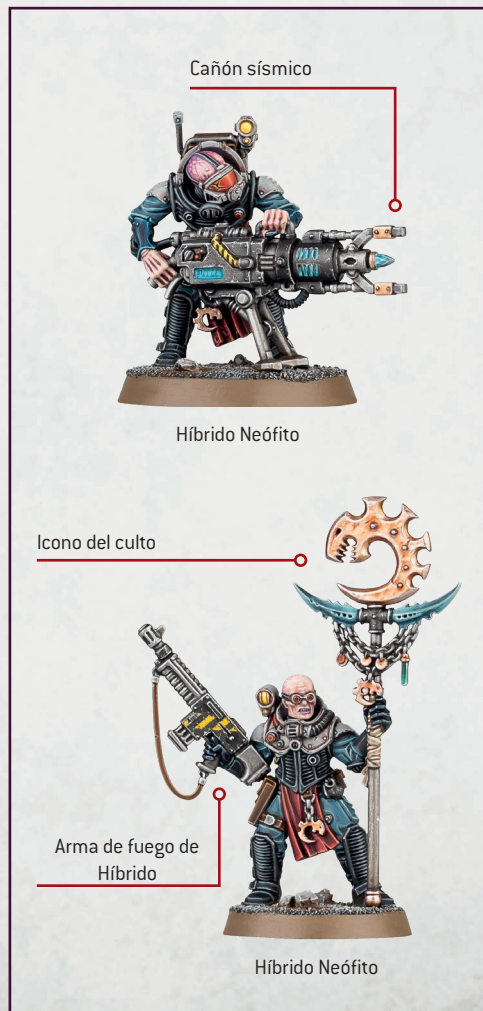 Cañón sísmico
Híbrido Neófito
Icono del culto
Arma de fuego de
Híbrido
Híbrido Neófito